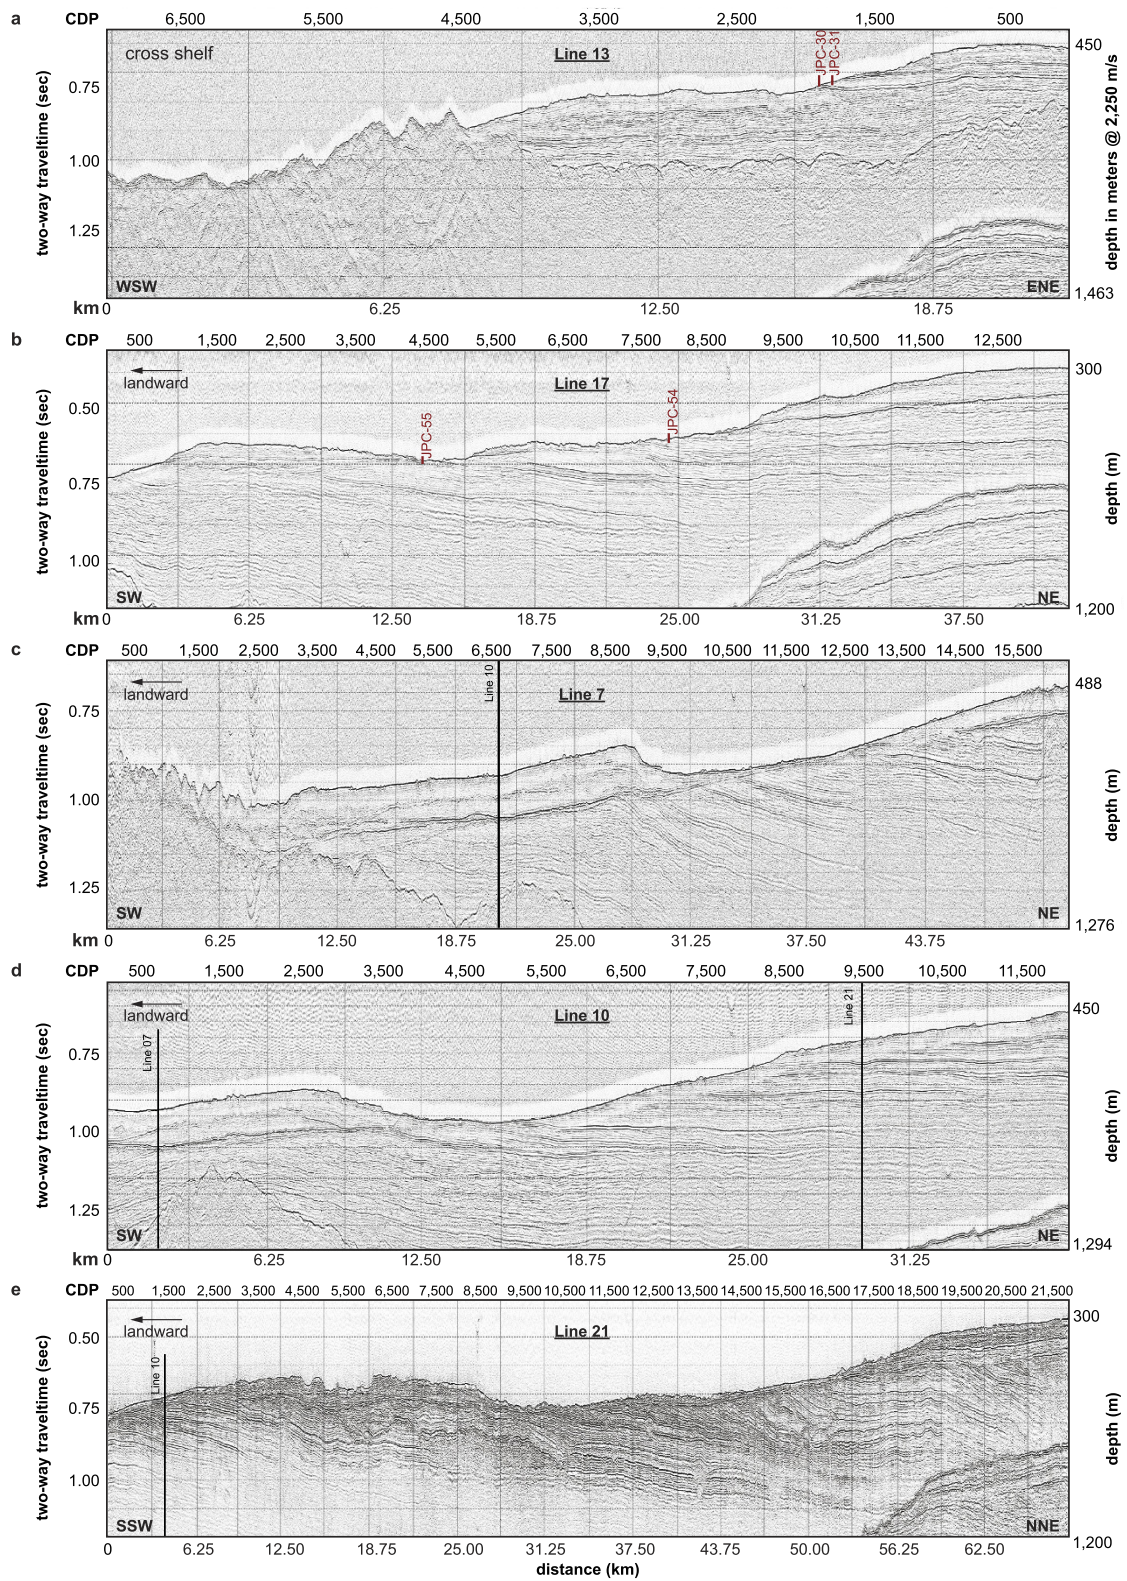 a CDP 6,500 5,500 4,500 3,500 2,500 1,500 500
cross shelf
Line 13
JPC-30
JPC-31
450
0.75
1.00
1.25
two-way traveltime (sec)
depth in meters @ 2,250 m/s
WSW
ENE
1,463
km 0 6.25 12.50 18.75
b CDP 500 1,500 2,500 3,500 4,500 5,500 6,500 7,500 8,500 9,500 10,500 11,500 12,500
landward
Line 17
JPC-55
JPC-54
300
0.50
0.75
1.00
two-way traveltime (sec)
depth (m)
SW
NE
1,200
km 0 6.25 12.50 18.75 25.00 31.25 37.50
c CDP 500 1,500 2,500 3,500 4,500 5,500 6,500 7,500 8,500 9,500 10,500 11,500 12,500 13,500 14,500 15,500
landward
Line 10
Line 7
488
0.75
1.00
1.25
two-way traveltime (sec)
depth (m)
SW
NE
1,276
km 0 6.25 12.50 18.75 25.00 31.25 37.50 43.75
d CDP 500 1,500 2,500 3,500 4,500 5,500 6,500 7,500 8,500 9,500 10,500 11,500
landward
Line 07
Line 10
Line 21
450
0.75
1.00
1.25
two-way traveltime (sec)
depth (m)
SW
NE
1,294
km 0 6.25 12.50 18.75 25.00 31.25
e CDP 500 1,500 2,500 3,500 4,500 5,500 6,500 7,500 8,500 9,500 10,500 11,500 12,500 13,500 14,500 15,500 16,500 17,500 18,500 19,500 20,500 21,500
landward
Line 10
Line 21
300
0.50
0.75
1.00
two-way traveltime (sec)
depth (m)
SSW
NNE
1,200
0 6.25 12.50 18.75 25.00 31.25 37.50 43.75 50.00 56.25 62.50
distance (km)